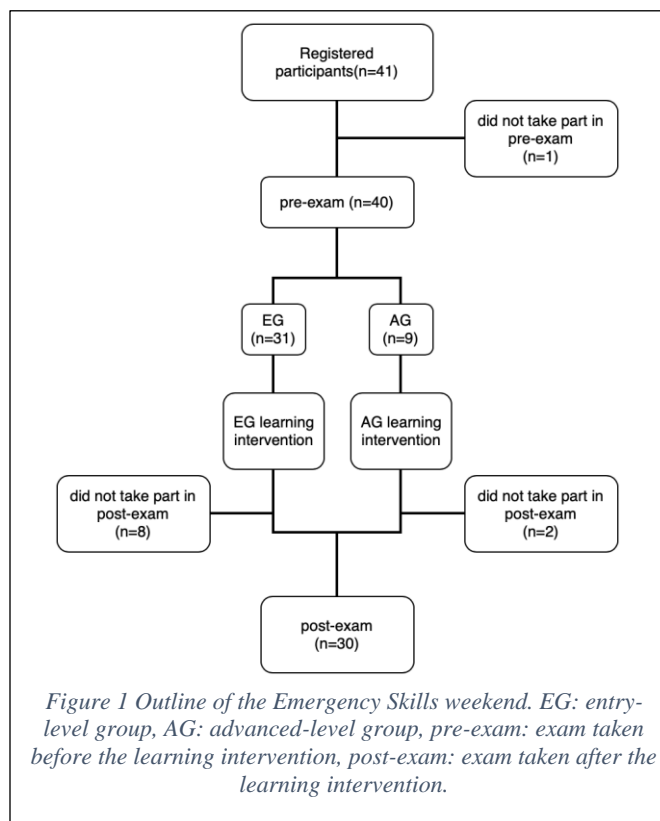 Registered
participants(n=41)
did not take part in
pre-exam
(n=1)
pre-exam (n=40)
EG
(n=31)
AG
(n=9)
EG learning
intervention
AG learning
intervention
did not take part in
post-exam
(n=8)
did not take part in
post-exam
(n=2)
post-exam
(n=30)
Figure 1 Outline of the Emergency Skills weekend. EG: entry-
level group, AG: advanced-level group, pre-exam: exam taken
before the learning intervention, post-exam: exam taken after the
learning intervention.